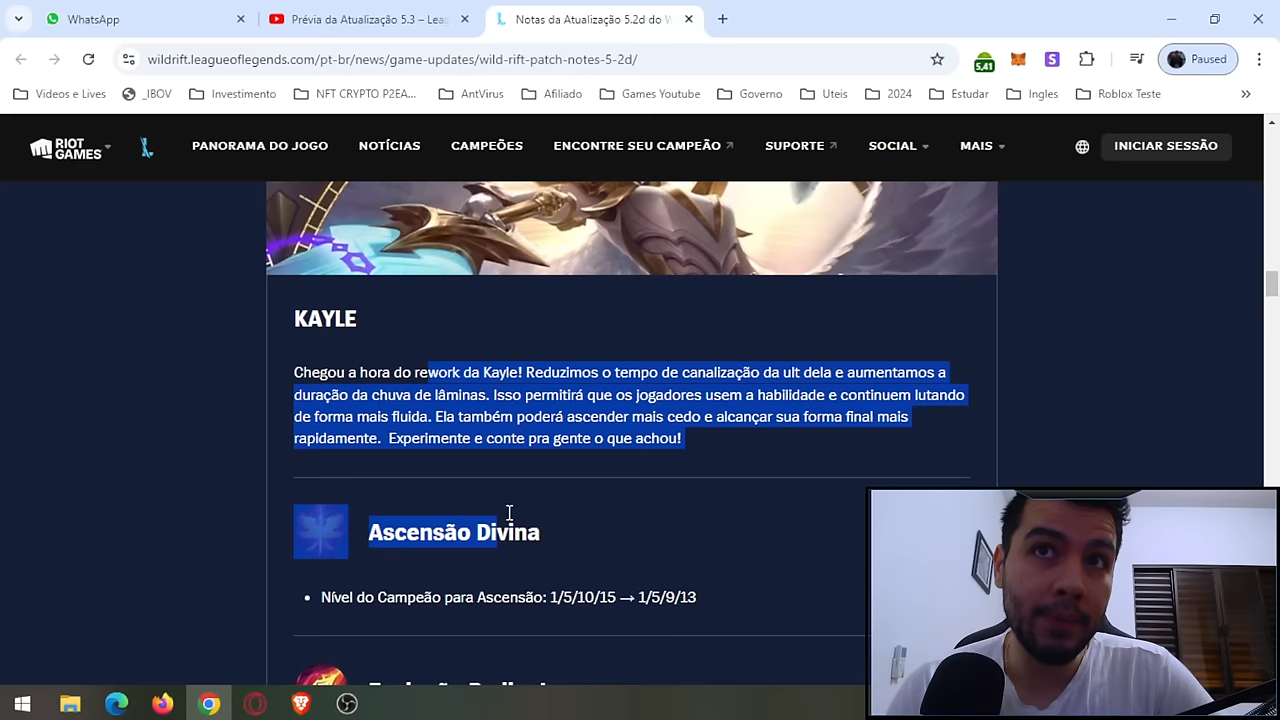 WhatsApp
Prévia da Atualização 5.3 – Lea
Notas da Atualização 5.2d do W
wildrift.leagueoflegends.com/pt-br/news/game-updates/wild-rift-patch-notes-5-2d/
5,41
S
Paused
Videos e Lives
_IBOV
Investimento
NFT CRYPTO P2EA...
AntVirus
Afiliado
Games Youtube
Governo
Uteis
2024
Estudar
Ingles
Roblox Teste
RIOT GAMES
PANORAMA DO JOGO
NOTÍCIAS
CAMPEÕES
ENCONTRE SEU CAMPEÃO
SUPORTE
SOCIAL
MAIS
INICIAR SESSÃO
KAYLE
Chegou a hora do rework da Kayle! Reduzimos o tempo de canalização da ult dela e aumentamos a
duração da chuva de lâminas. Isso permitirá que os jogadores usem a habilidade e continuem lutando
de forma mais fluida. Ela também poderá ascender mais cedo e alcançar sua forma final mais
rapidamente. Experimente e conte pra gente o que achou!
Ascensão Divina
• Nível do Campeão para Ascensão: 1/5/10/15 → 1/5/9/13